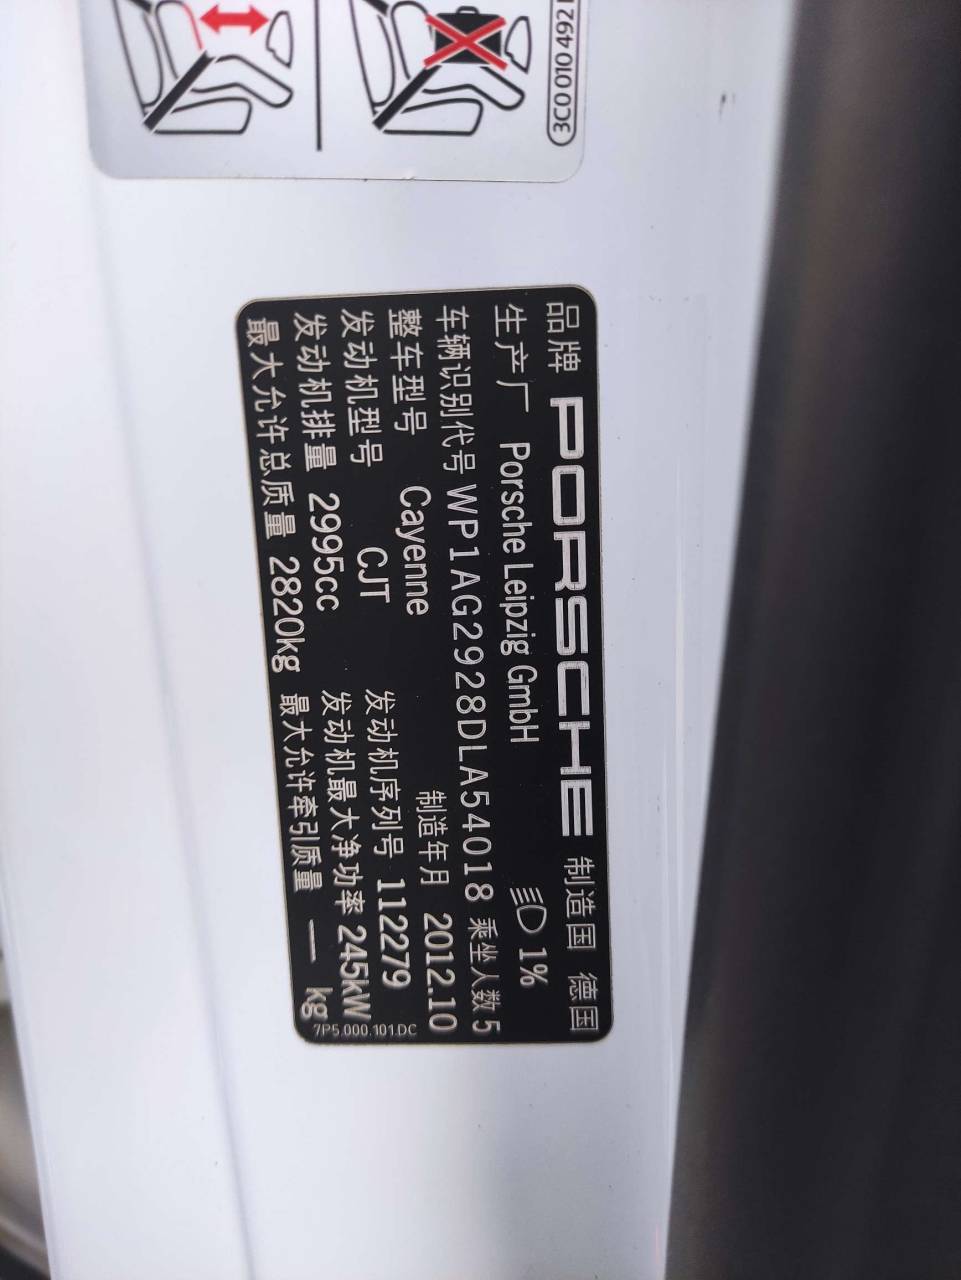 3C0 010 492
品牌 PORSCHE 制造国 德国
生产厂 Porsche Leipzig GmbH 1%
车辆识别代号 WP1AG2928DLA54018 乘坐人数 5
整车型号 Cayenne 制造年月 2012.10
发动机型号 CJT 发动机序列号 112279
发动机排量 2995cc 发动机最大净功率 245kW
最大允许总质量 2820kg 最大允许牵引质量 — kg
7P5.000.101.DC